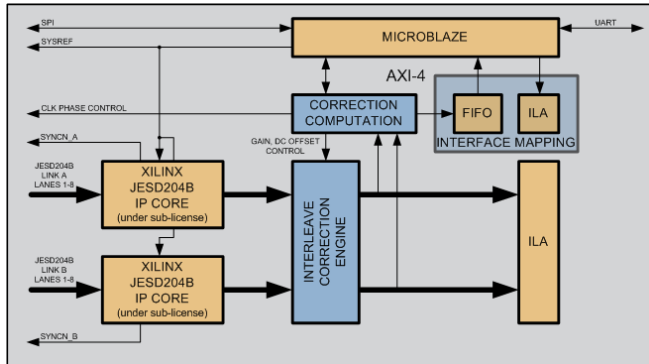 SPI
MICROBLAZE
UART
SYSREF
AXI-4
CLK PHASE CONTROL
CORRECTION
COMPUTATION
FIFO
ILA
INTERFACE MAPPING
SYNCN_A
GAIN, DC OFFSET
CONTROL
JESD204B
LINK A
LANES 1-8
XILINX
JESD204B
IP CORE
(under sub-license)
INTERLEAVE
CORRECTION
ENGINE
ILA
JESD204B
LINK B
LANES 1-8
XILINX
JESD204B
IP CORE
(under sub-license)
SYNCN_B